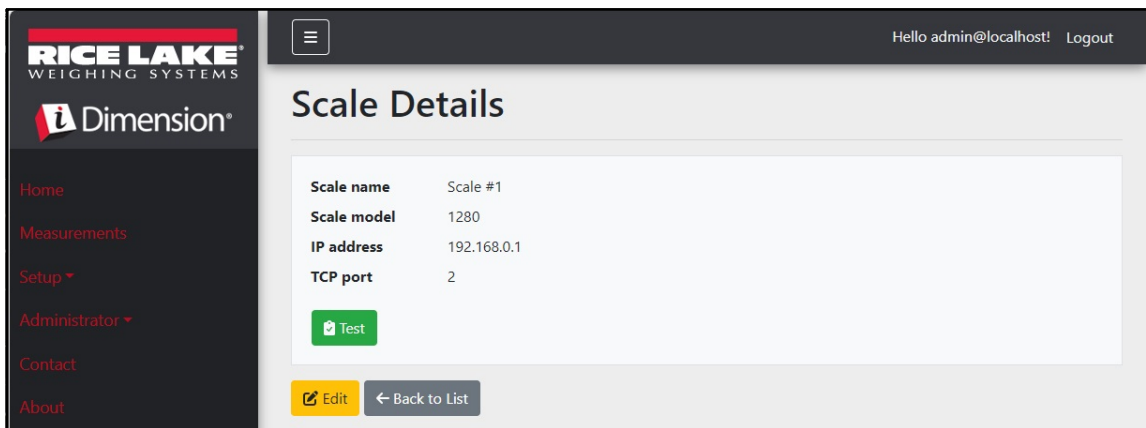 RICE LAKE®
WEIGHING SYSTEMS
i Dimension®
Home
Measurements
Setup
Administrator
Contact
About
Hello admin@localhost! Logout
Scale Details
Scale name Scale #1
Scale model 1280
IP address 192.168.0.1
TCP port 2
Test
Edit
Back to List